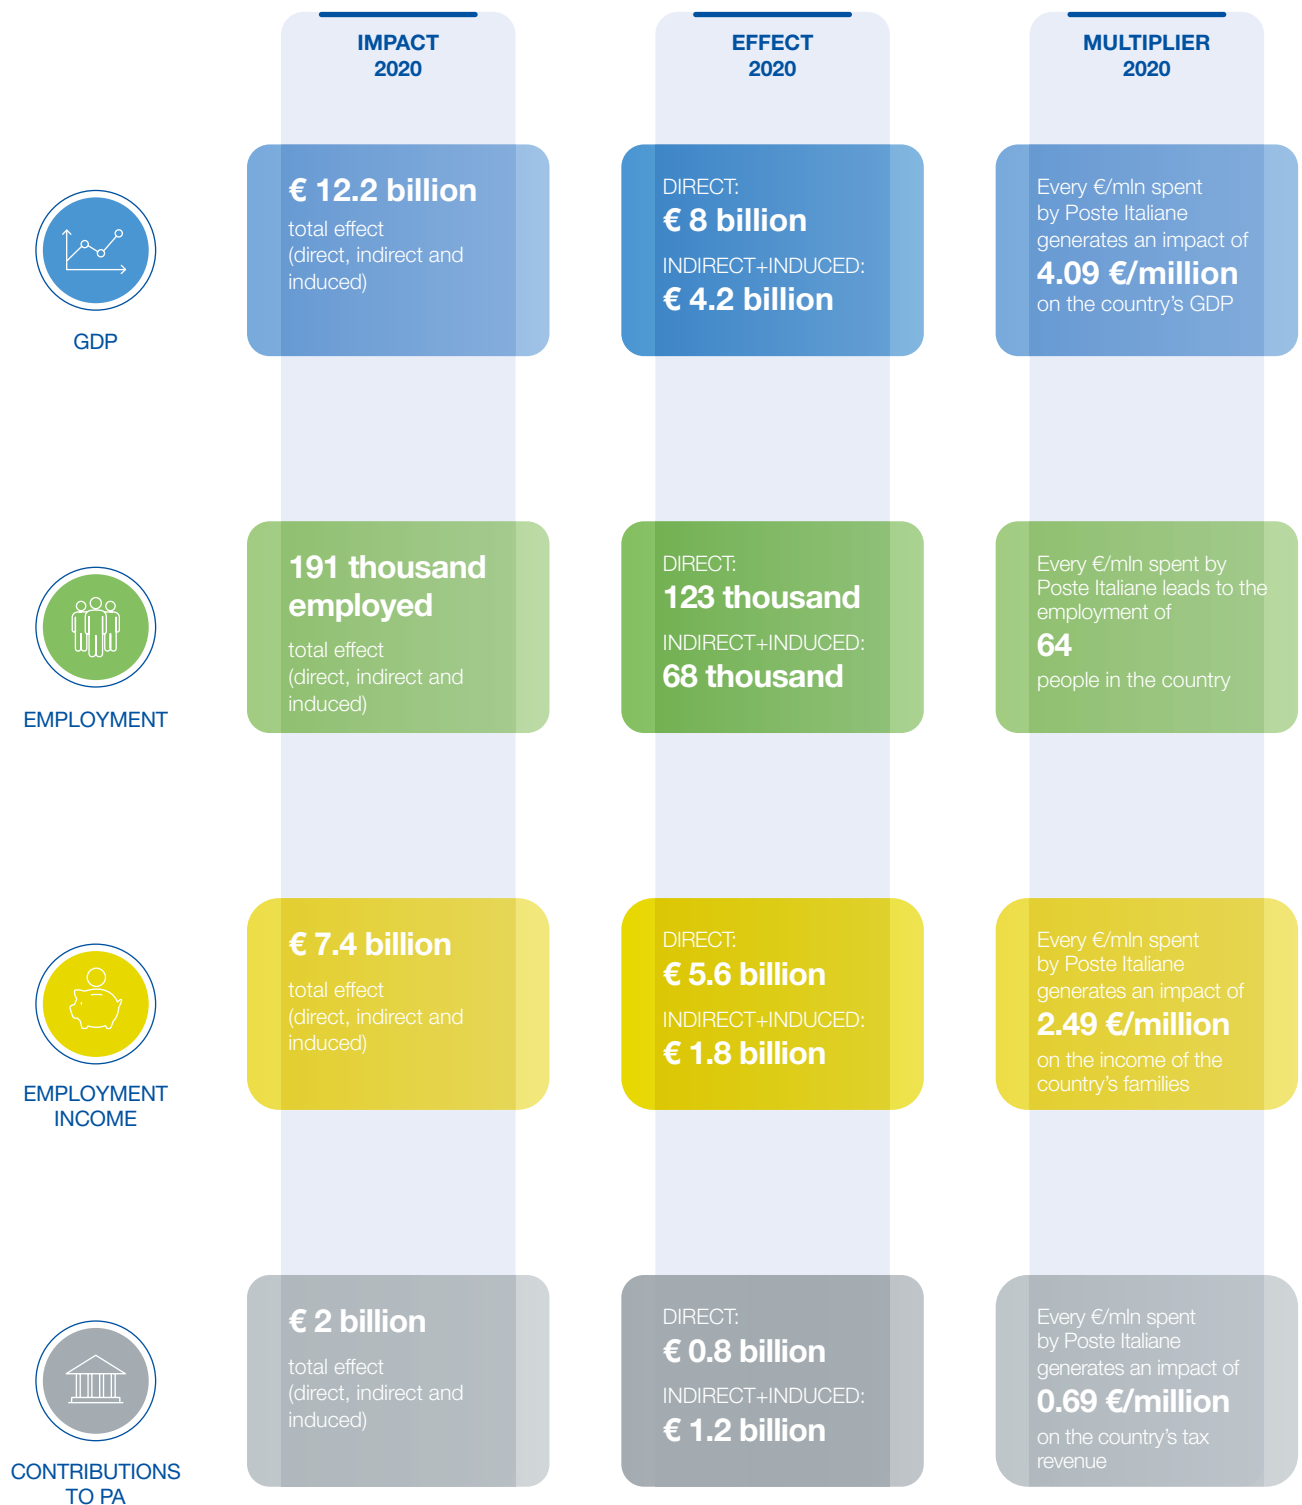 IMPACT
2020
EFFECT
2020
MULTIPLIER
2020
GDP
€ 12.2 billion
total effect
(direct, indirect and
induced)
DIRECT:
€ 8 billion
INDIRECT+INDUCED:
€ 4.2 billion
Every €/mln spent
by Poste Italiane
generates an impact of
4.09 €/million
on the country’s GDP
EMPLOYMENT
191 thousand
employed
total effect
(direct, indirect and
induced)
DIRECT:
123 thousand
INDIRECT+INDUCED:
68 thousand
Every €/mln spent by
Poste Italiane leads to the
employment of
64
people in the country
EMPLOYMENT
INCOME
€ 7.4 billion
total effect
(direct, indirect and
induced)
DIRECT:
€ 5.6 billion
INDIRECT+INDUCED:
€ 1.8 billion
Every €/mln spent
by Poste Italiane
generates an impact of
2.49 €/million
on the income of the
country’s families
CONTRIBUTIONS
TO PA
€ 2 billion
total effect
(direct, indirect and
induced)
DIRECT:
€ 0.8 billion
INDIRECT+INDUCED:
€ 1.2 billion
Every €/mln spent
by Poste Italiane
generates an impact of
0.69 €/million
on the country’s tax
revenue